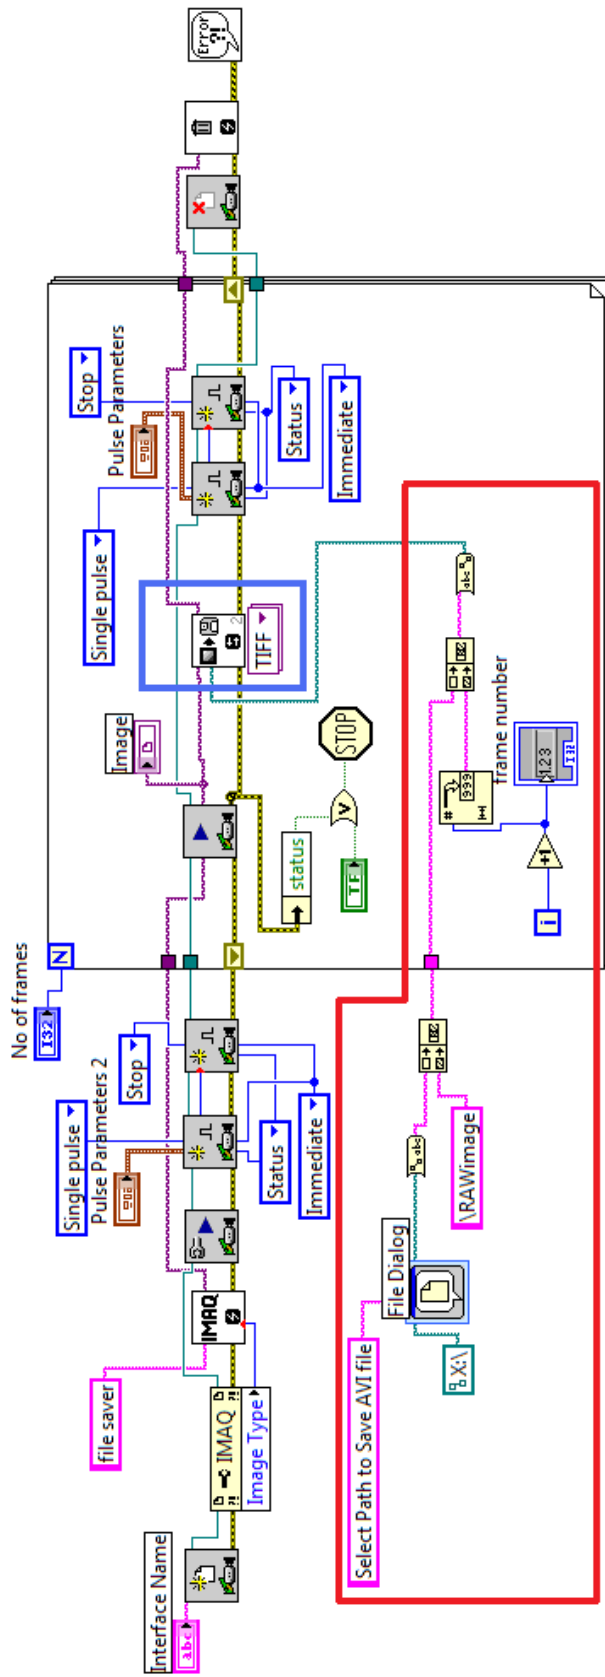 Interface Name
abc
IMAQ
Image Type
file saver
IMAQ
Single pulse
Pulse Parameters 2
Stop
Status
Immediate
No of frames
I32
N
Image
status
TF
STOP
2
TIFF
Single pulse
Pulse Parameters
Stop
Status
Immediate
Error
?!
Select Path to Save AVI file
File Dialog
X:\
abc
\RAWimage
i
+1
#
999
frame number
1.23
I32
abc